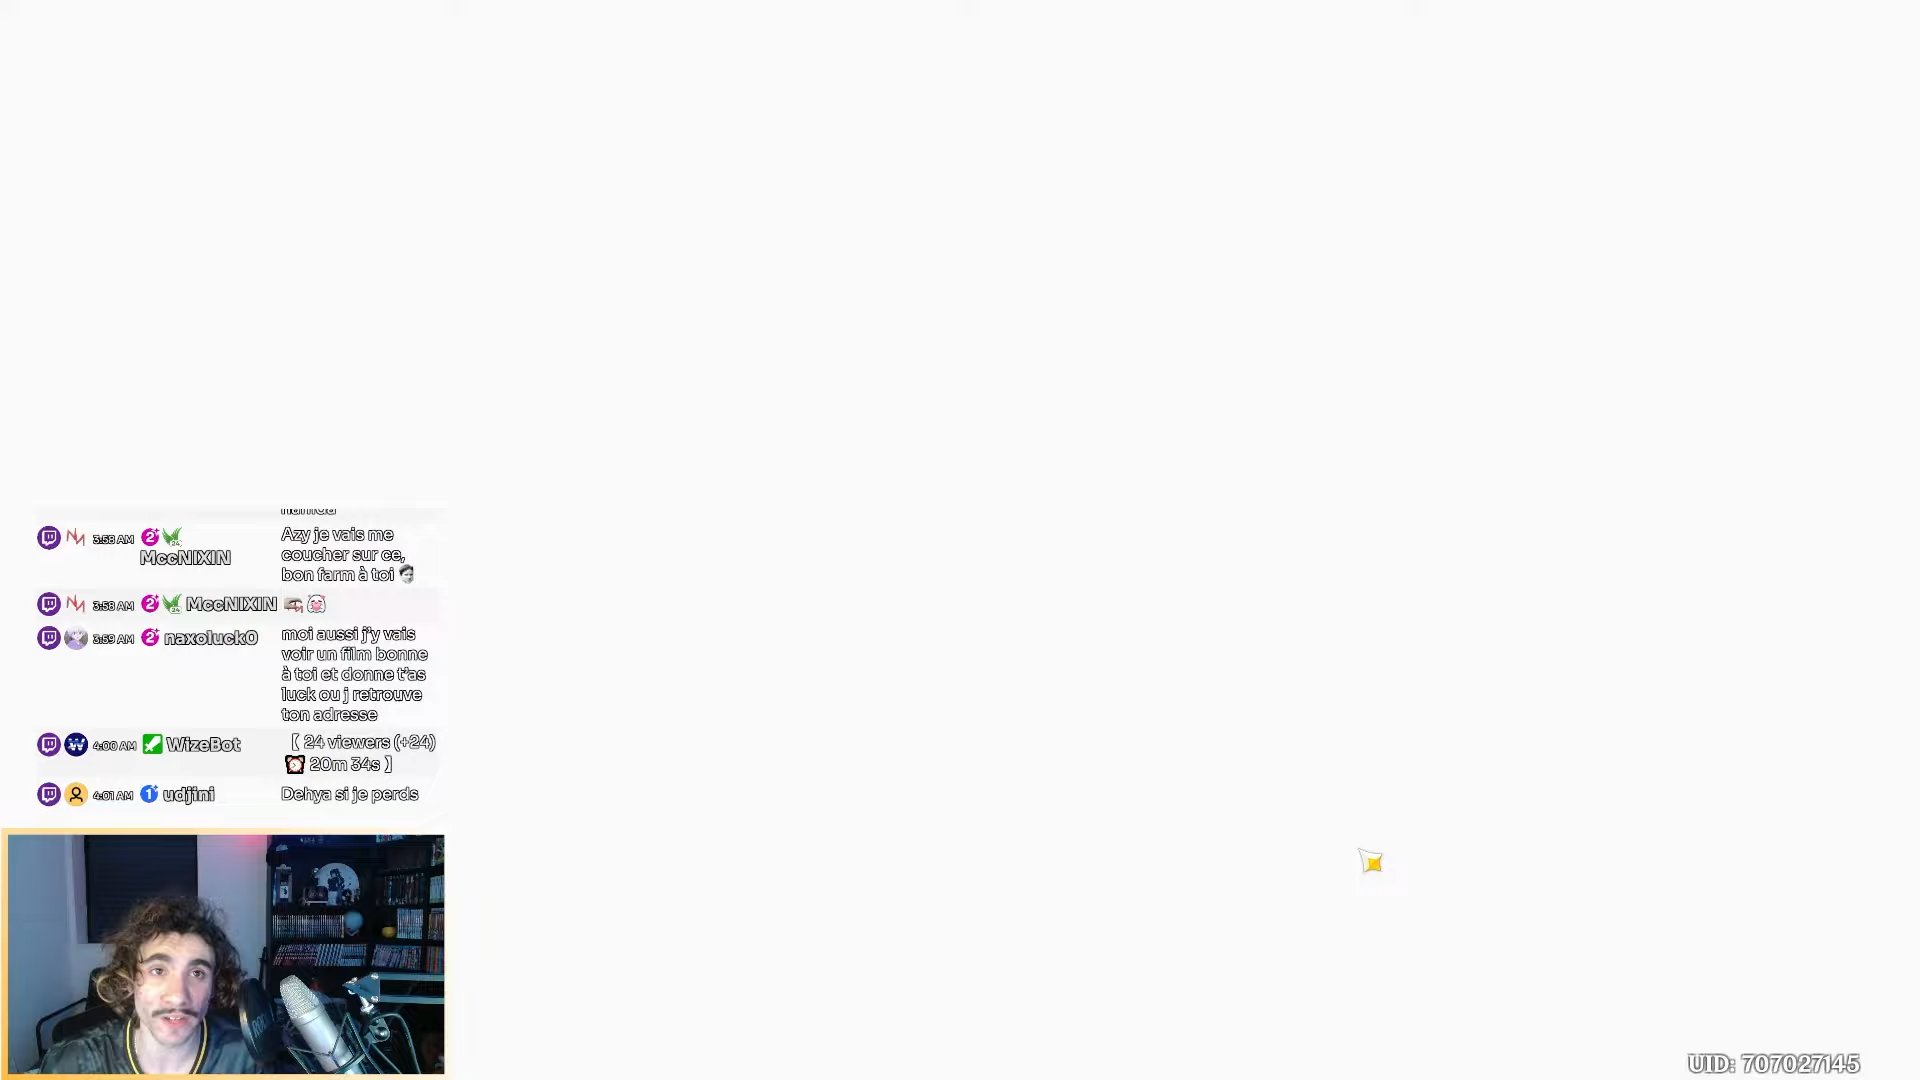 3:58 AM MccNIXIN Azy je vais me
coucher sur ce,
bon farm à toi
3:58 AM MccNIXIN
3:59 AM naxoluck0 moi aussi j'y vais
voir un film bonne
à toi et donne t'as
luck ou j retrouve
ton adresse
4:00 AM WizeBot 【 24 viewers (+24)
20m 34s 】
4:01 AM udjini Dehya si je perds
UID: 707027145